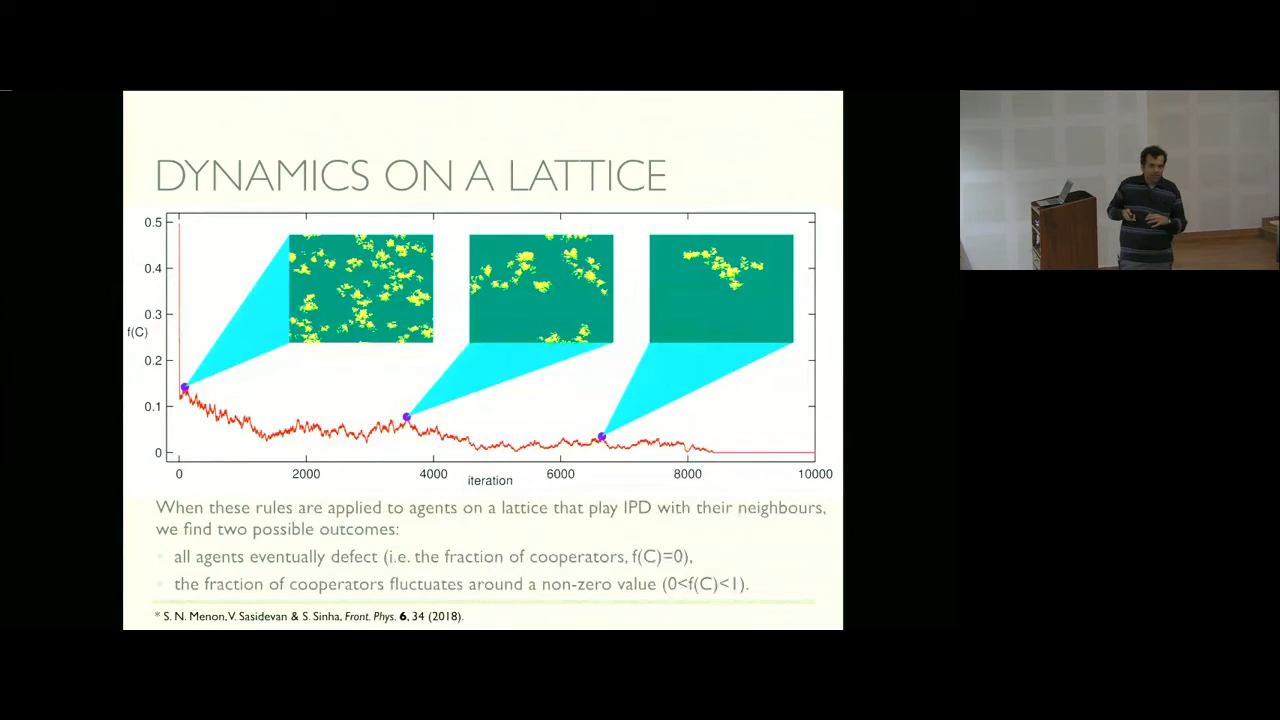 DYNAMICS ON A LATTICE
0.5
0.4
0.3
f(C)
0.2
0.1
0
0 2000 4000 6000 8000 10000
iteration
When these rules are applied to agents on a lattice that play IPD with their neighbours,
we find two possible outcomes:
all agents eventually defect (i.e. the fraction of cooperators, f(C)=0),
the fraction of cooperators fluctuates around a non-zero value (0<f(C)<1).
* S. N. Menon, V. Sasidevan & S. Sinha, Front. Phys. 6, 34 (2018).